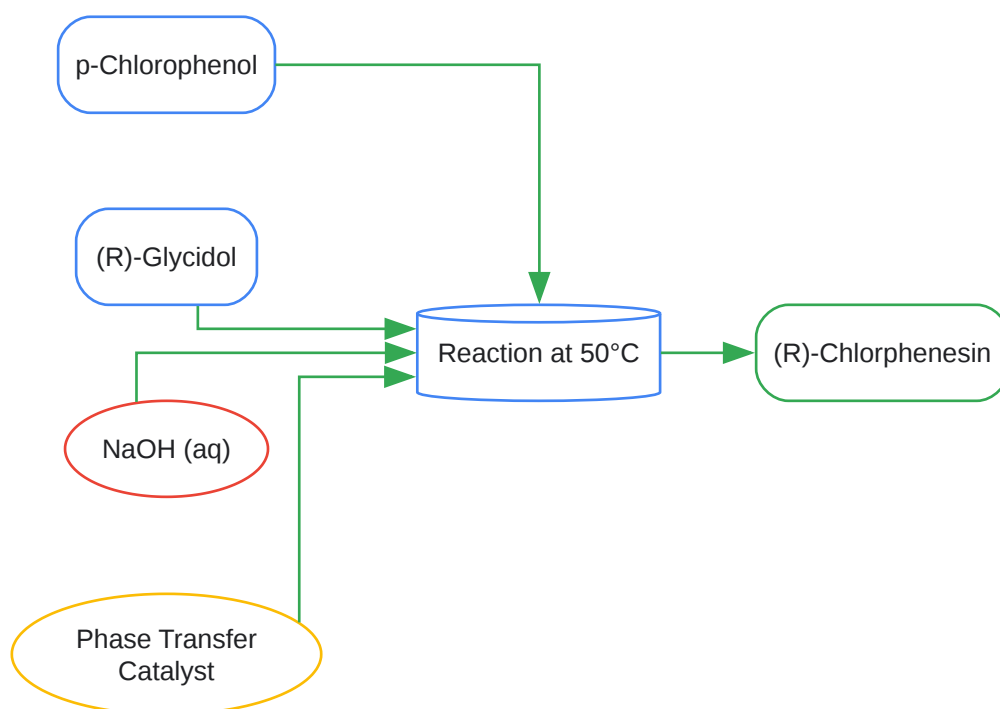 p-Chlorophenol
(R)-Glycidol
Reaction at 50°C
(R)-Chlorphenesin
NaOH (aq)
Phase Transfer
Catalyst